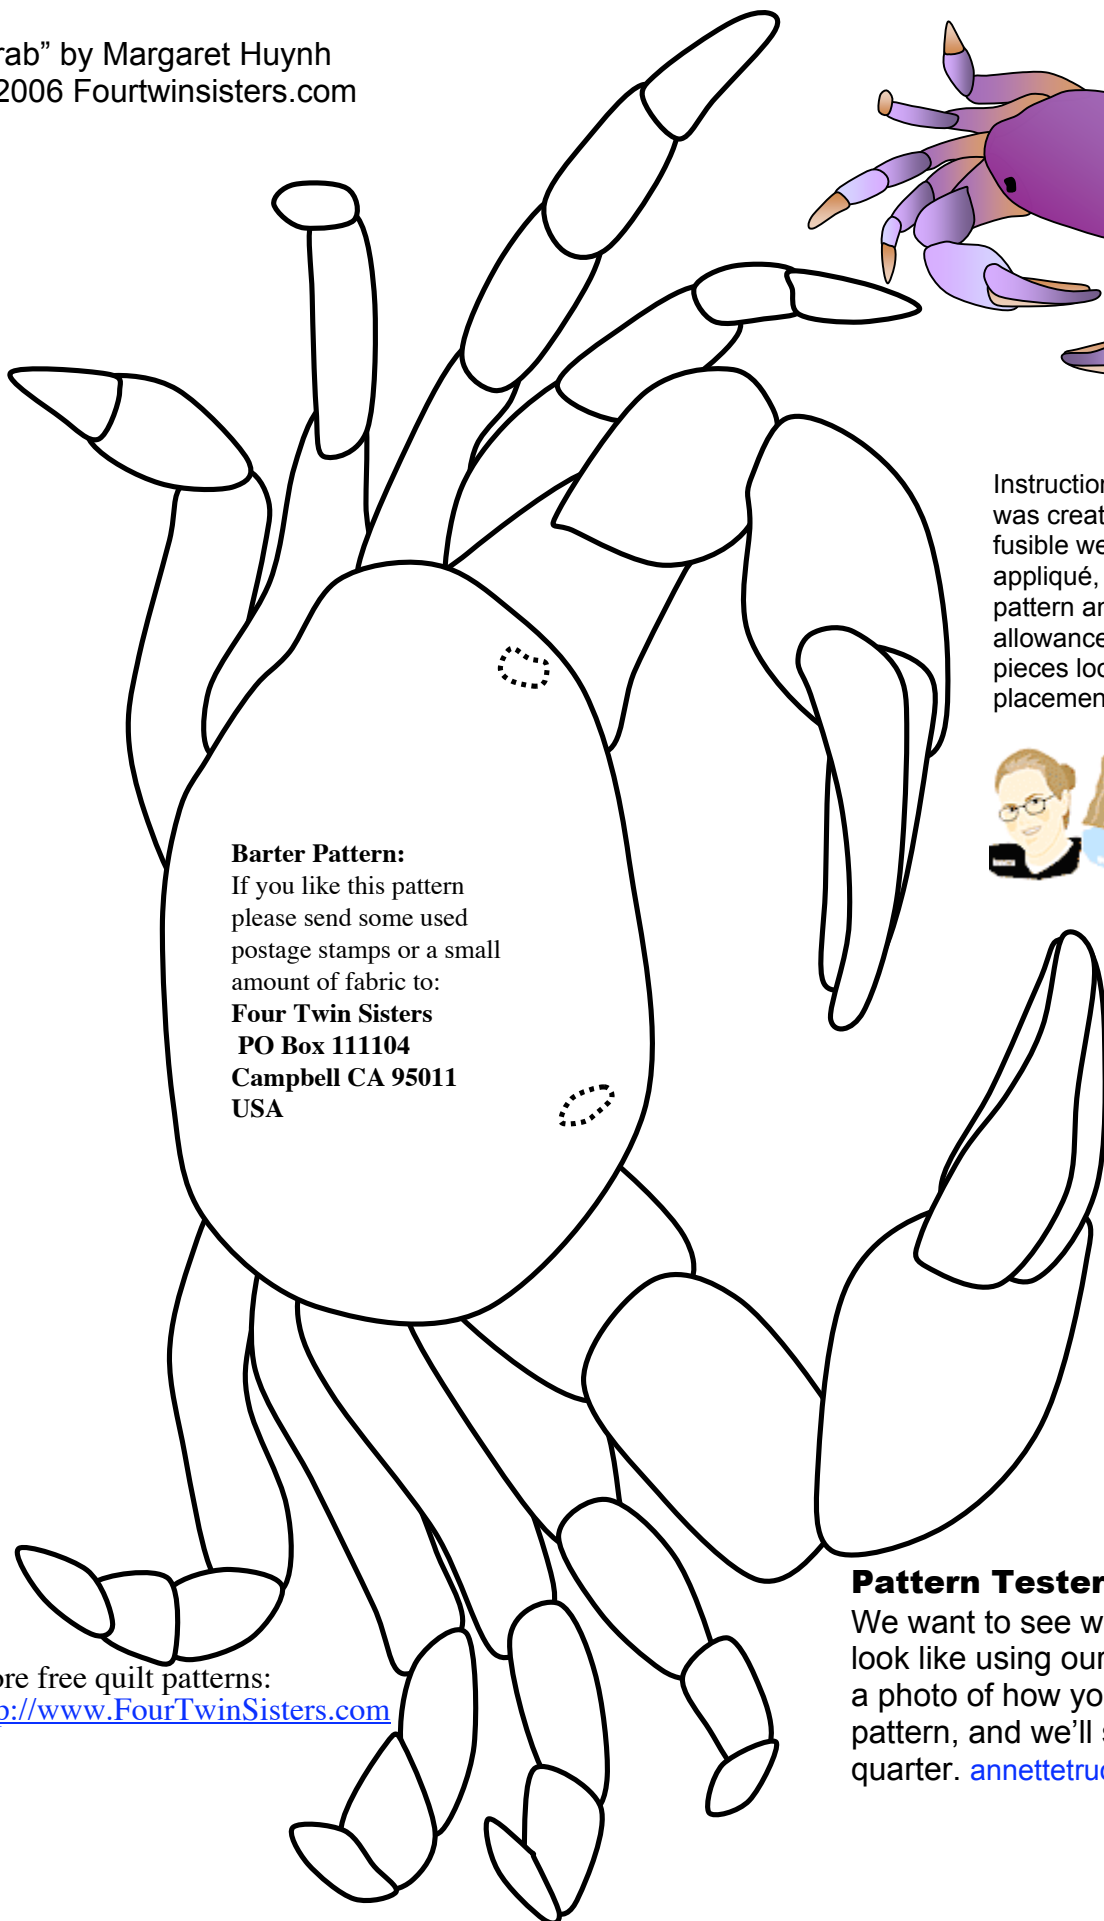 rab” by Margaret Huynh
2006 Fourtwinsisters.com
Instruction
was creat
fusible we
appliqué,
pattern ar
allowance
pieces loc
placemen
Barter Pattern:
If you like this pattern
please send some used
postage stamps or a small
amount of fabric to:
Four Twin Sisters
PO Box 111104
Campbell CA 95011
USA
Pattern Tester
We want to see w
look like using our
a photo of how yo
pattern, and we’ll s
quarter. annettetruc
ore free quilt patterns:
p://www.FourTwinSisters.com